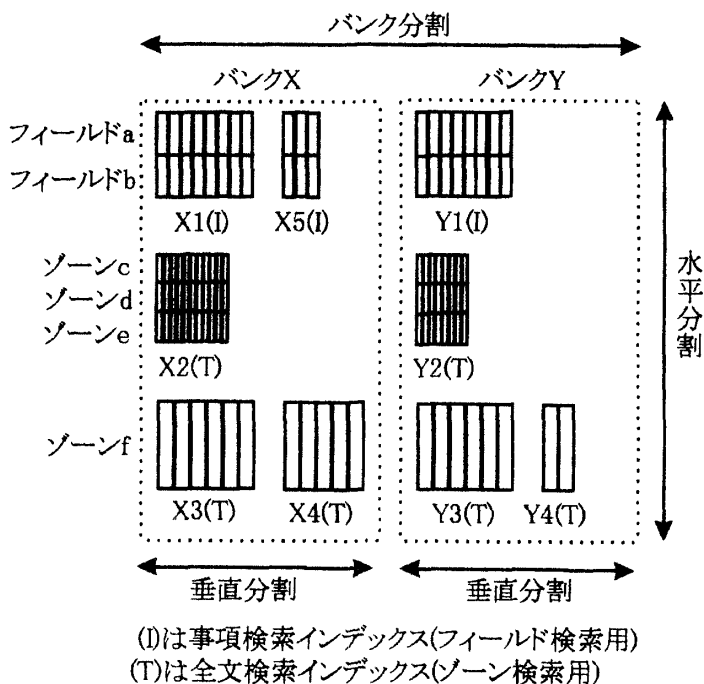 バンク分割
バンクX
バンクY
フィールドa
フィールドb
X1(I)
X5(I)
Y1(I)
ゾーンc
ゾーンd
ゾーンe
X2(T)
Y2(T)
ゾーンf
X3(T)
X4(T)
Y3(T)
Y4(T)
水平分割
垂直分割
垂直分割
(I)は事項検索インデックス(フィールド検索用)
(T)は全文検索インデックス(ゾーン検索用)